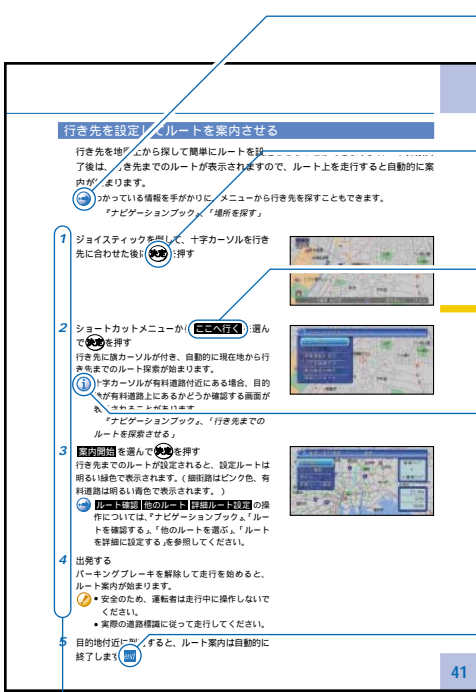 行き先を設定してルートを案内させる
行き先を地図上から探して簡単にルートを設
了後は、行き先までのルートが表示されますので、ルート上を走行すると自動的に案
内が始まります。
わかっている情報を手がかりに、メニューから行き先を探すこともできます。
『ナビゲーションブック』、「場所を探す」
1 ジョイスティックを倒して、十字カーソルを行き
先に合わせた後に 決定 を押す
2 ショートカットメニューから ここへ行く を選ん
で 決定 を押す
行き先に旗カーソルが付き、自動的に現在地から行
き先までのルート探索が始まります。
十字カーソルが有料道路付近にある場合、目的
地が有料道路上にあるかどうか確認する画面が
表示されることがあります。
『ナビゲーションブック』、「行き先までの
ルートを探索させる」
3 案内開始 を選んで 決定 を押す
行き先までのルートが設定されると、設定ルートは
明るい緑色で表示されます。(細街路はピンク色、有
料道路は明るい青色で表示されます。)
ルート確認 他のルート 詳細ルート設定 の操
作については、『ナビゲーションブック』、「ルー
トを確認する」、「他のルートを選ぶ」、「ルート
を詳細に設定する」を参照してください。
4 出発する
パーキングブレーキを解除して走行を始めると、
ルート案内が始まります。
• 安全のため、運転者は走行中に操作しないで
ください。
• 実際の道路標識に従って走行してください。
5 目的地付近に到達すると、ルート案内は自動的に
終了します end
41